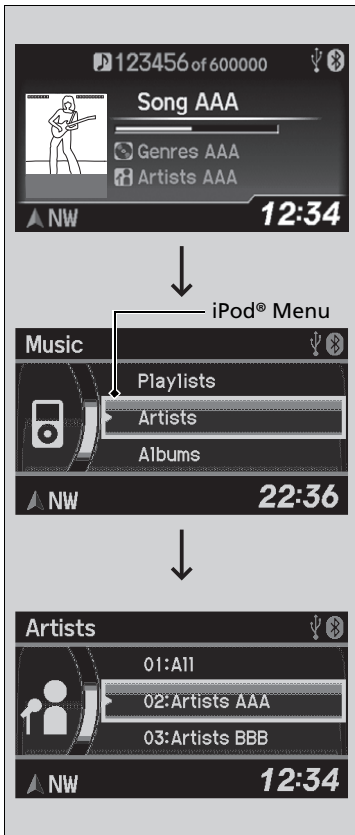 123456 of 600000
Song AAA
Genres AAA
Artists AAA
NW 12:34
iPod® Menu
Music
Playlists
Artists
Albums
NW 22:36
Artists
01:All
02:Artists AAA
03:Artists BBB
NW 12:34